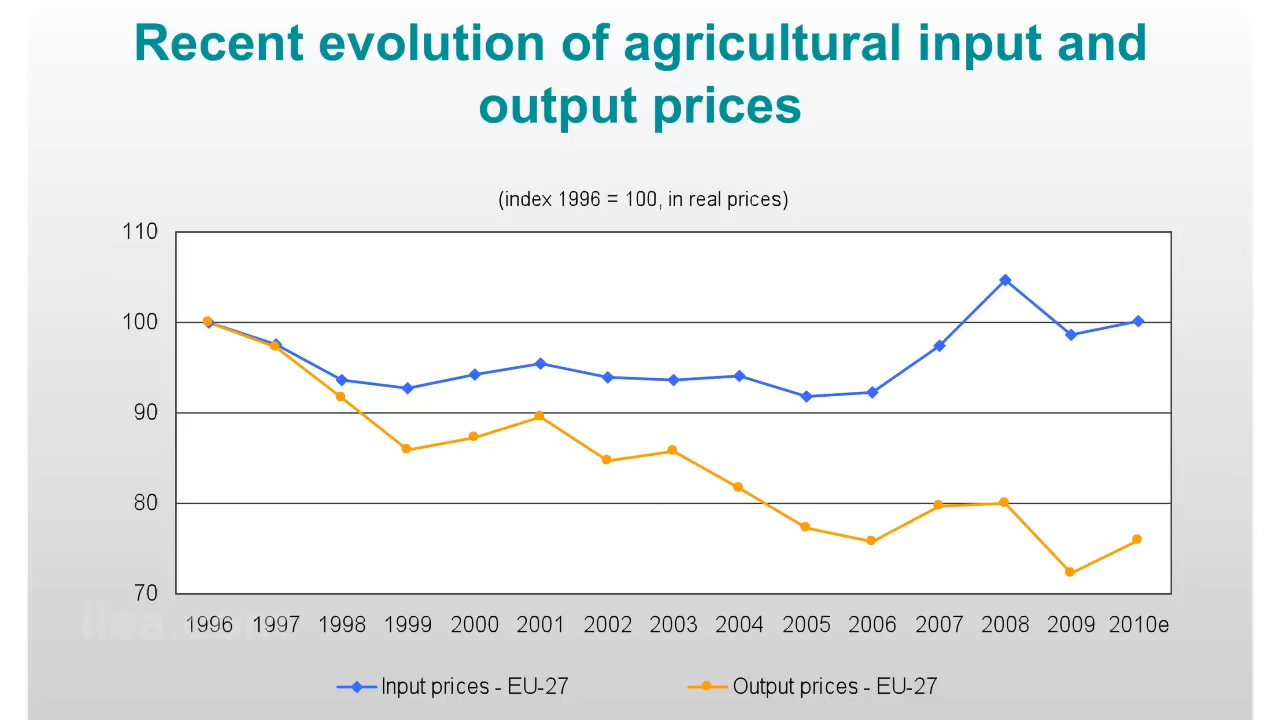 Recent evolution of agricultural input and
output prices
(index 1996 = 100, in real prices)
110
100
90
80
70
1996 1997 1998 1999 2000 2001 2002 2003 2004 2005 2006 2007 2008 2009 2010e
Input prices - EU-27 Output prices - EU-27